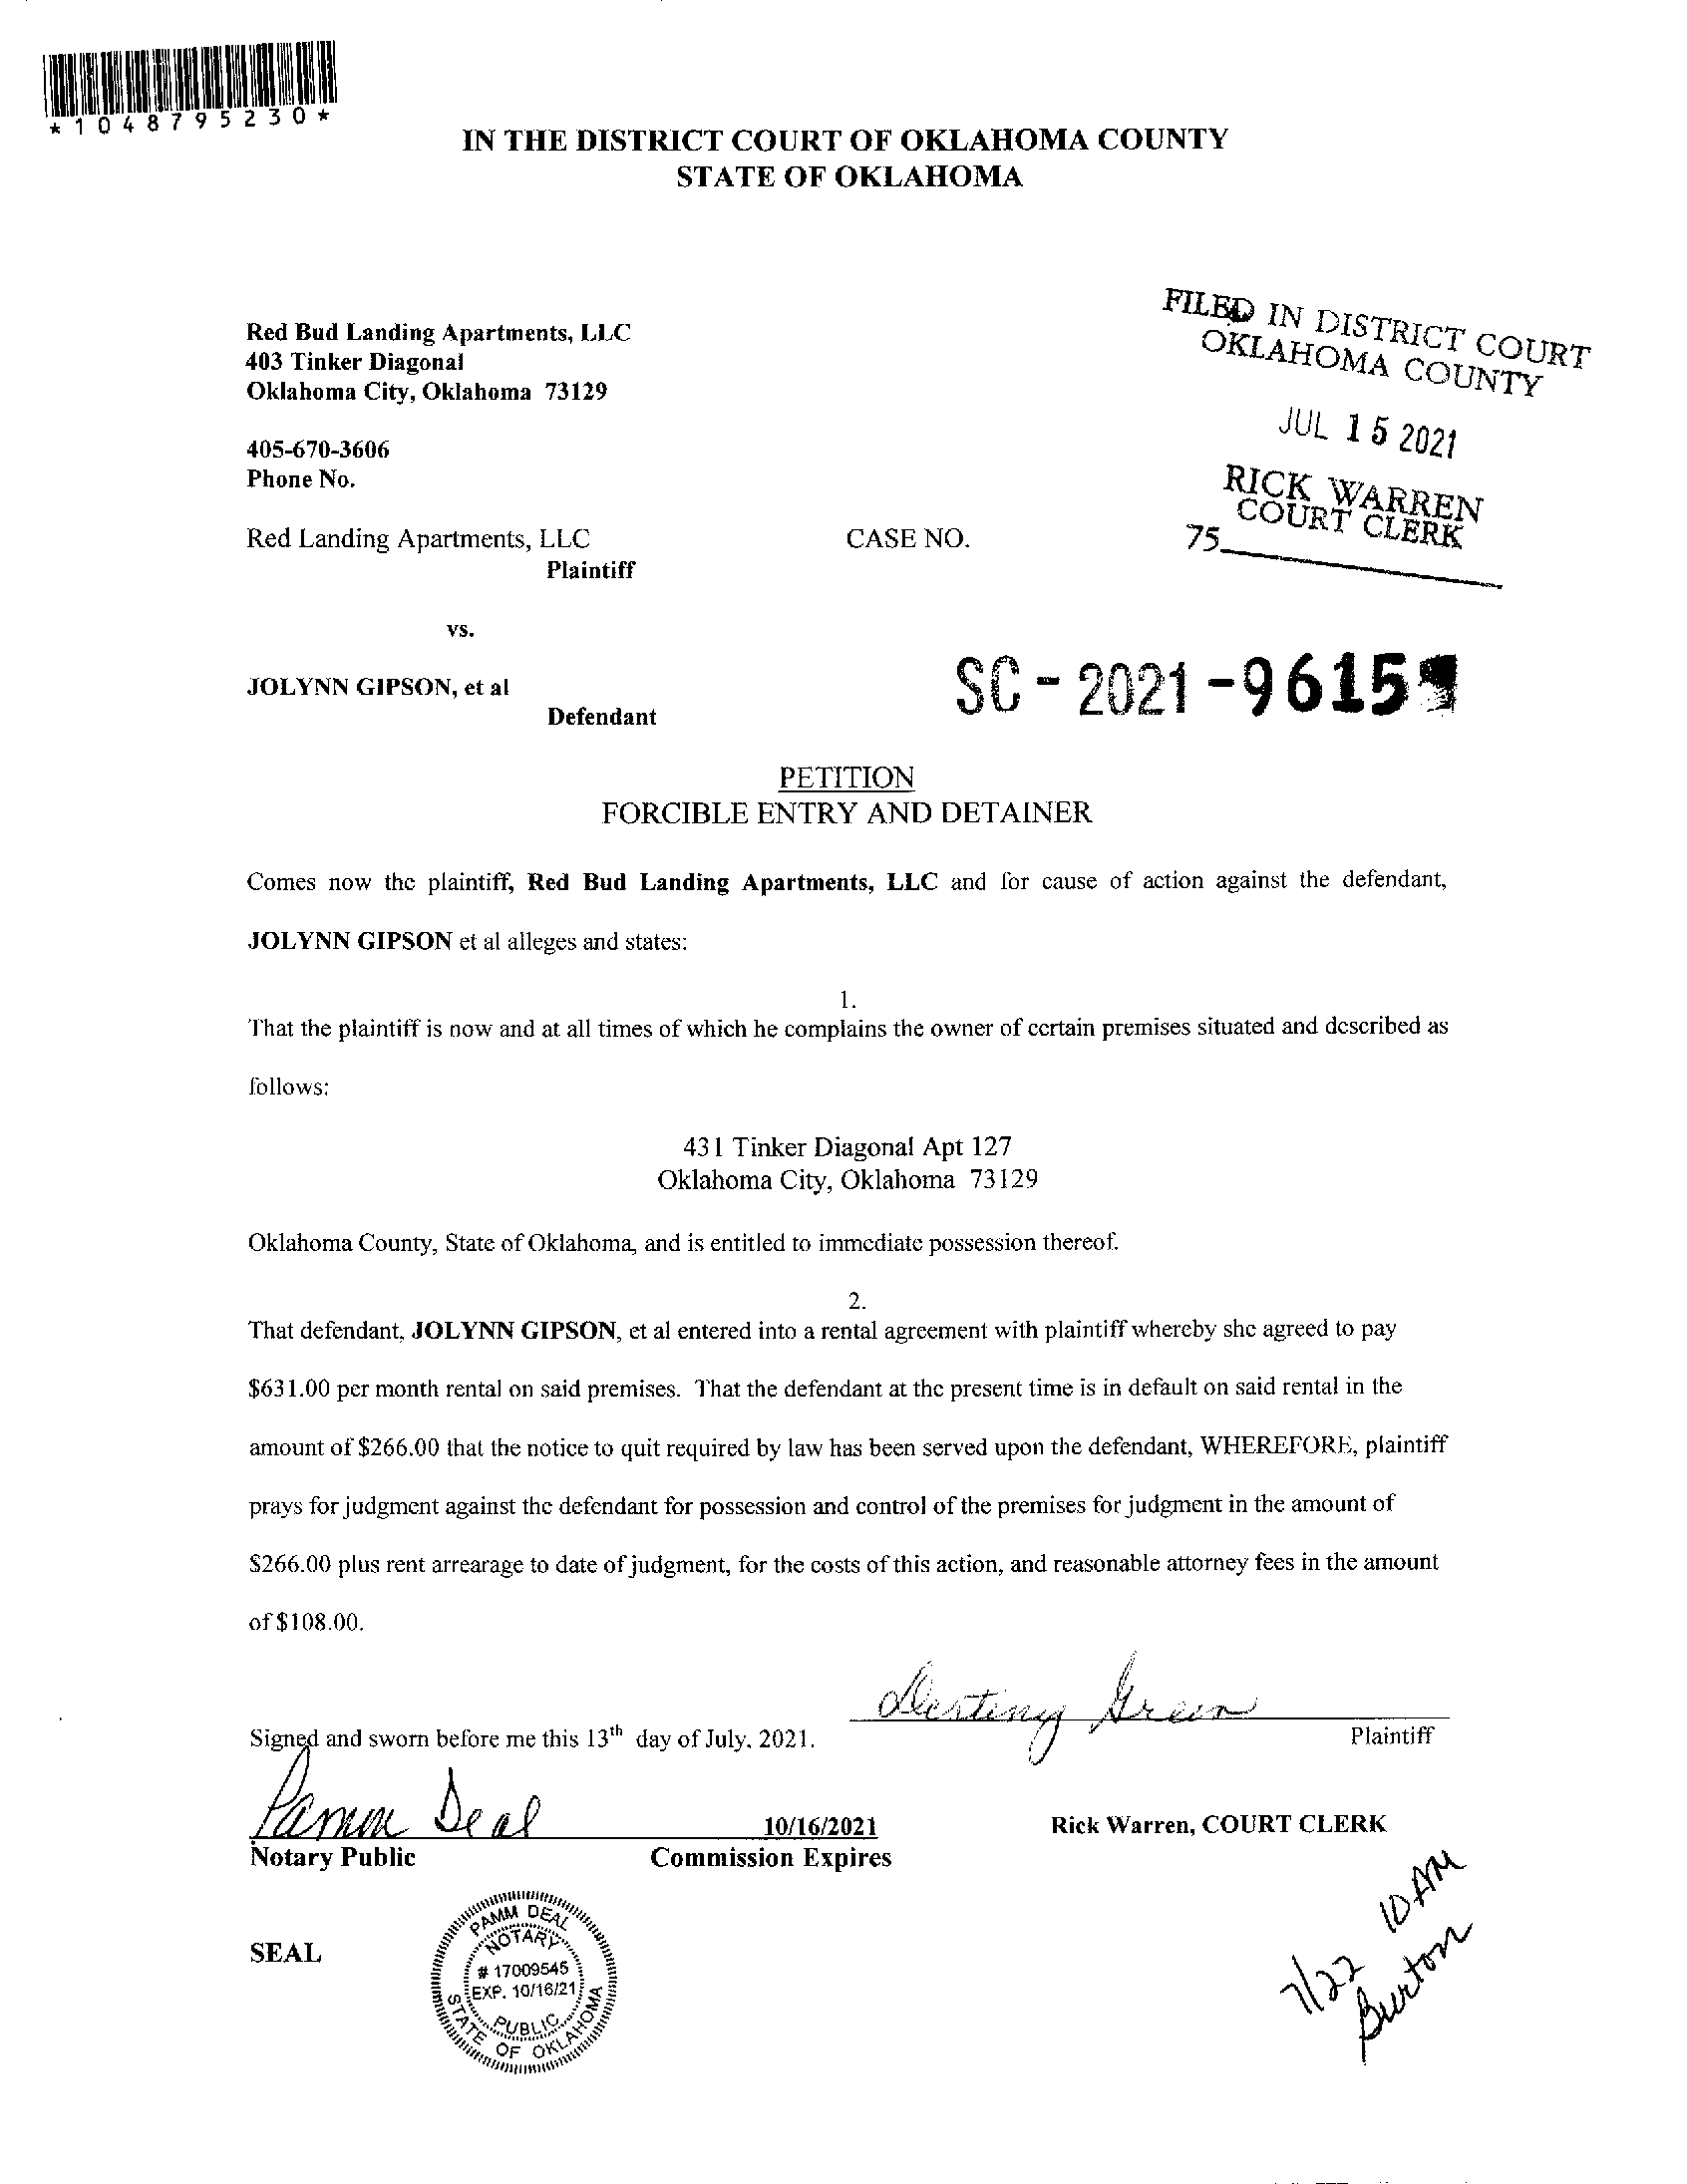 *1048795230*
IN THE DISTRICT COURT OF OKLAHOMA COUNTY
STATE OF OKLAHOMA
FILED IN DISTRICT COURT
OKLAHOMA COUNTY
JUL 15 2021
RICK WARREN
COURT CLERK
75
Red Bud Landing Apartments, LLC
403 Tinker Diagonal
Oklahoma City, Oklahoma 73129
405-670-3606
Phone No.
Red Landing Apartments, LLC CASE NO.
Plaintiff
vs.
SC - 2021 - 9615
JOLYNN GIPSON, et al
Defendant
PETITION
FORCIBLE ENTRY AND DETAINER
Comes now the plaintiff, Red Bud Landing Apartments, LLC and for cause of action against the defendant,
JOLYNN GIPSON et al alleges and states:
1.
That the plaintiff is now and at all times of which he complains the owner of certain premises situated and described as
follows:
431 Tinker Diagonal Apt 127
Oklahoma City, Oklahoma 73129
Oklahoma County, State of Oklahoma, and is entitled to immediate possession thereof.
2.
That defendant, JOLYNN GIPSON, et al entered into a rental agreement with plaintiff whereby she agreed to pay
$631.00 per month rental on said premises. That the defendant at the present time is in default on said rental in the
amount of $266.00 that the notice to quit required by law has been served upon the defendant, WHEREFORE, plaintiff
prays for judgment against the defendant for possession and control of the premises for judgment in the amount of
$266.00 plus rent arrearage to date of judgment, for the costs of this action, and reasonable attorney fees in the amount
of $108.00.
Destiny Green
Signed and sworn before me this 13th day of July, 2021. Plaintiff
Pamm Deal 10/16/2021 Rick Warren, COURT CLERK
Notary Public Commission Expires
SEAL
PAMM DEAL
NOTARY
# 17009545
EXP. 10/16/21
PUBLIC
STATE OF OKLAHOMA
7/22 10 AM
Burton